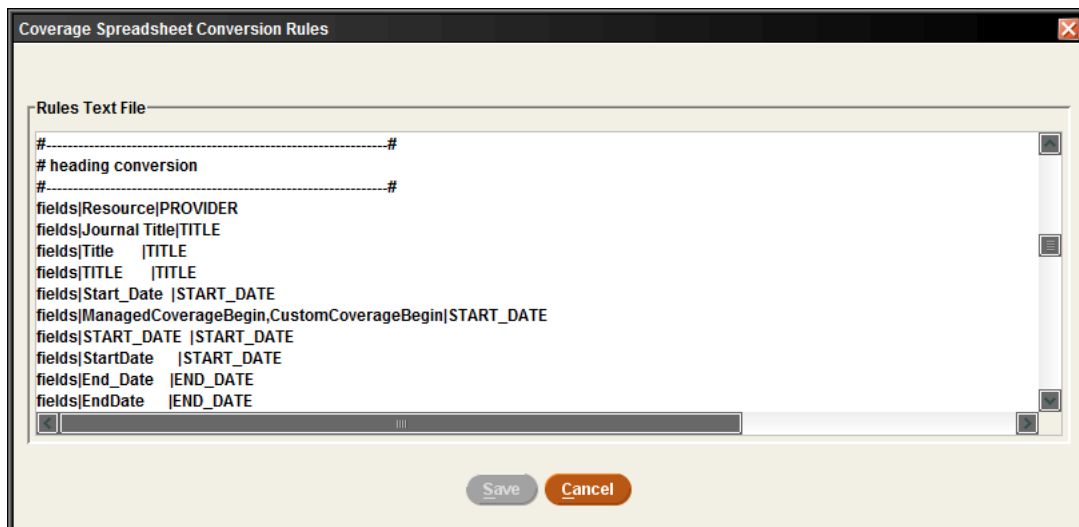 Coverage Spreadsheet Conversion Rules
Rules Text File
#-----------------------------------------------------------------#
# heading conversion
#-----------------------------------------------------------------#
fields|Resource|PROVIDER
fields|Journal Title|TITLE
fields|Title      |TITLE
fields|TITLE      |TITLE
fields|Start_Date  |START_DATE
fields|ManagedCoverageBegin,CustomCoverageBegin|START_DATE
fields|START_DATE  |START_DATE
fields|StartDate     |START_DATE
fields|End_Date    |END_DATE
fields|EndDate      |END_DATE
Save Cancel